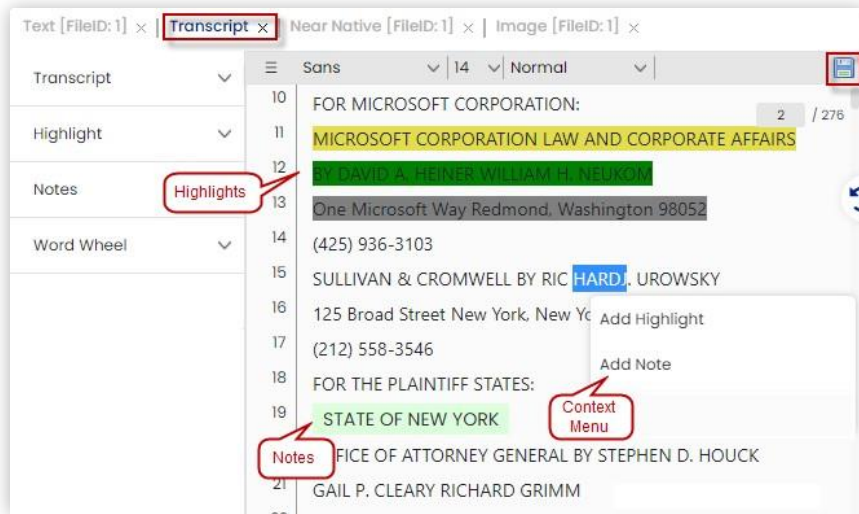 Text [FileID: 1] × | Transcript × | Near Native [FileID: 1] × | Image [FileID: 1] ×
Transcript
Highlight
Notes
Word Wheel
☰ Sans 14 Normal
2 / 276
10 FOR MICROSOFT CORPORATION:
11 MICROSOFT CORPORATION LAW AND CORPORATE AFFAIRS
12 BY DAVID A. HEINER WILLIAM H. NEUKOM
13 One Microsoft Way Redmond, Washington 98052
14 (425) 936-3103
15 SULLIVAN & CROMWELL BY RIC HARDJ. UROWSKY
16 125 Broad Street New York, New Yo
17 (212) 558-3546
18 FOR THE PLAINTIFF STATES:
19 STATE OF NEW YORK
FICE OF ATTORNEY GENERAL BY STEPHEN D. HOUCK
21 GAIL P. CLEARY RICHARD GRIMM
Highlights
Add Highlight
Add Note
Context
Menu
Notes